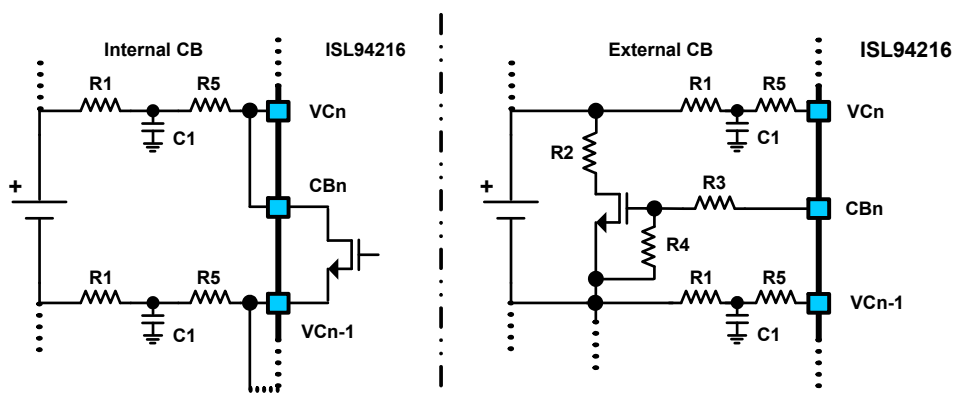 Internal CB
ISL94216
R1
R5
VCn
C1
CBn
+
R1
R5
C1
VCn-1
External CB
ISL94216
R1
R5
VCn
C1
R2
R3
CBn
+
R4
R1
R5
C1
VCn-1